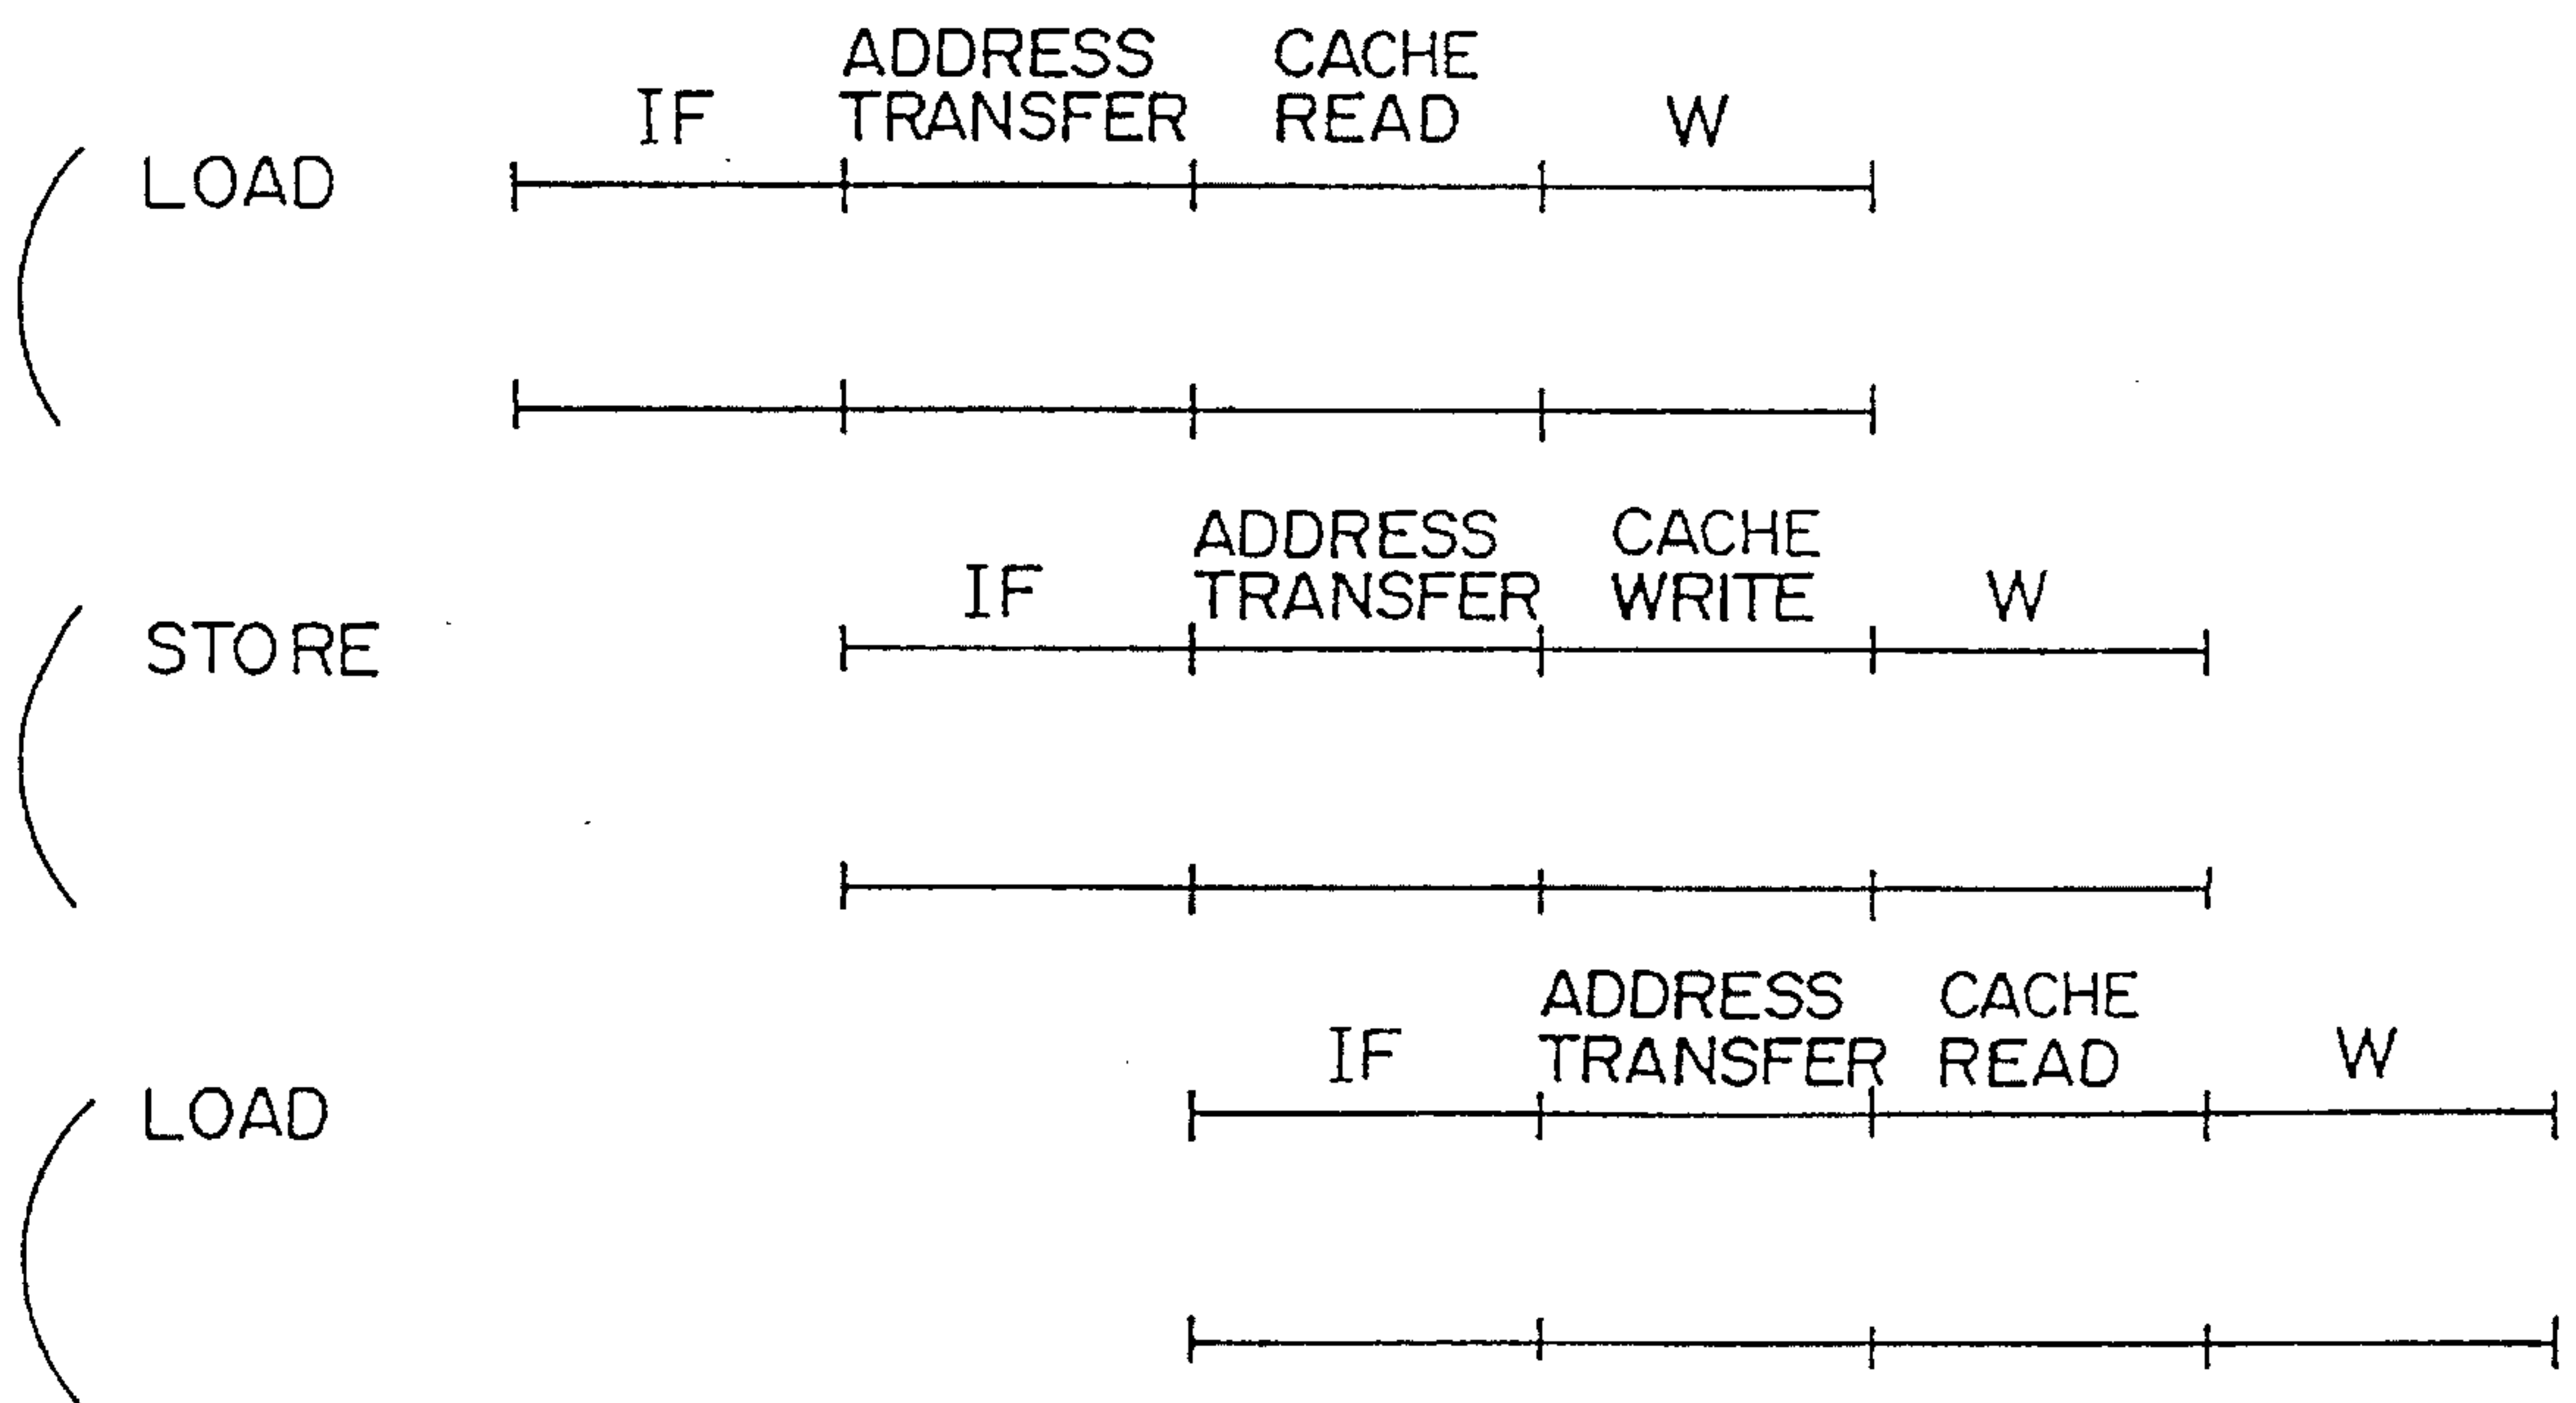 ADDRESS CACHE
IF TRANSFER READ W
LOAD
ADDRESS CACHE
IF TRANSFER WRITE W
STORE
ADDRESS CACHE
IF TRANSFER READ W
LOAD